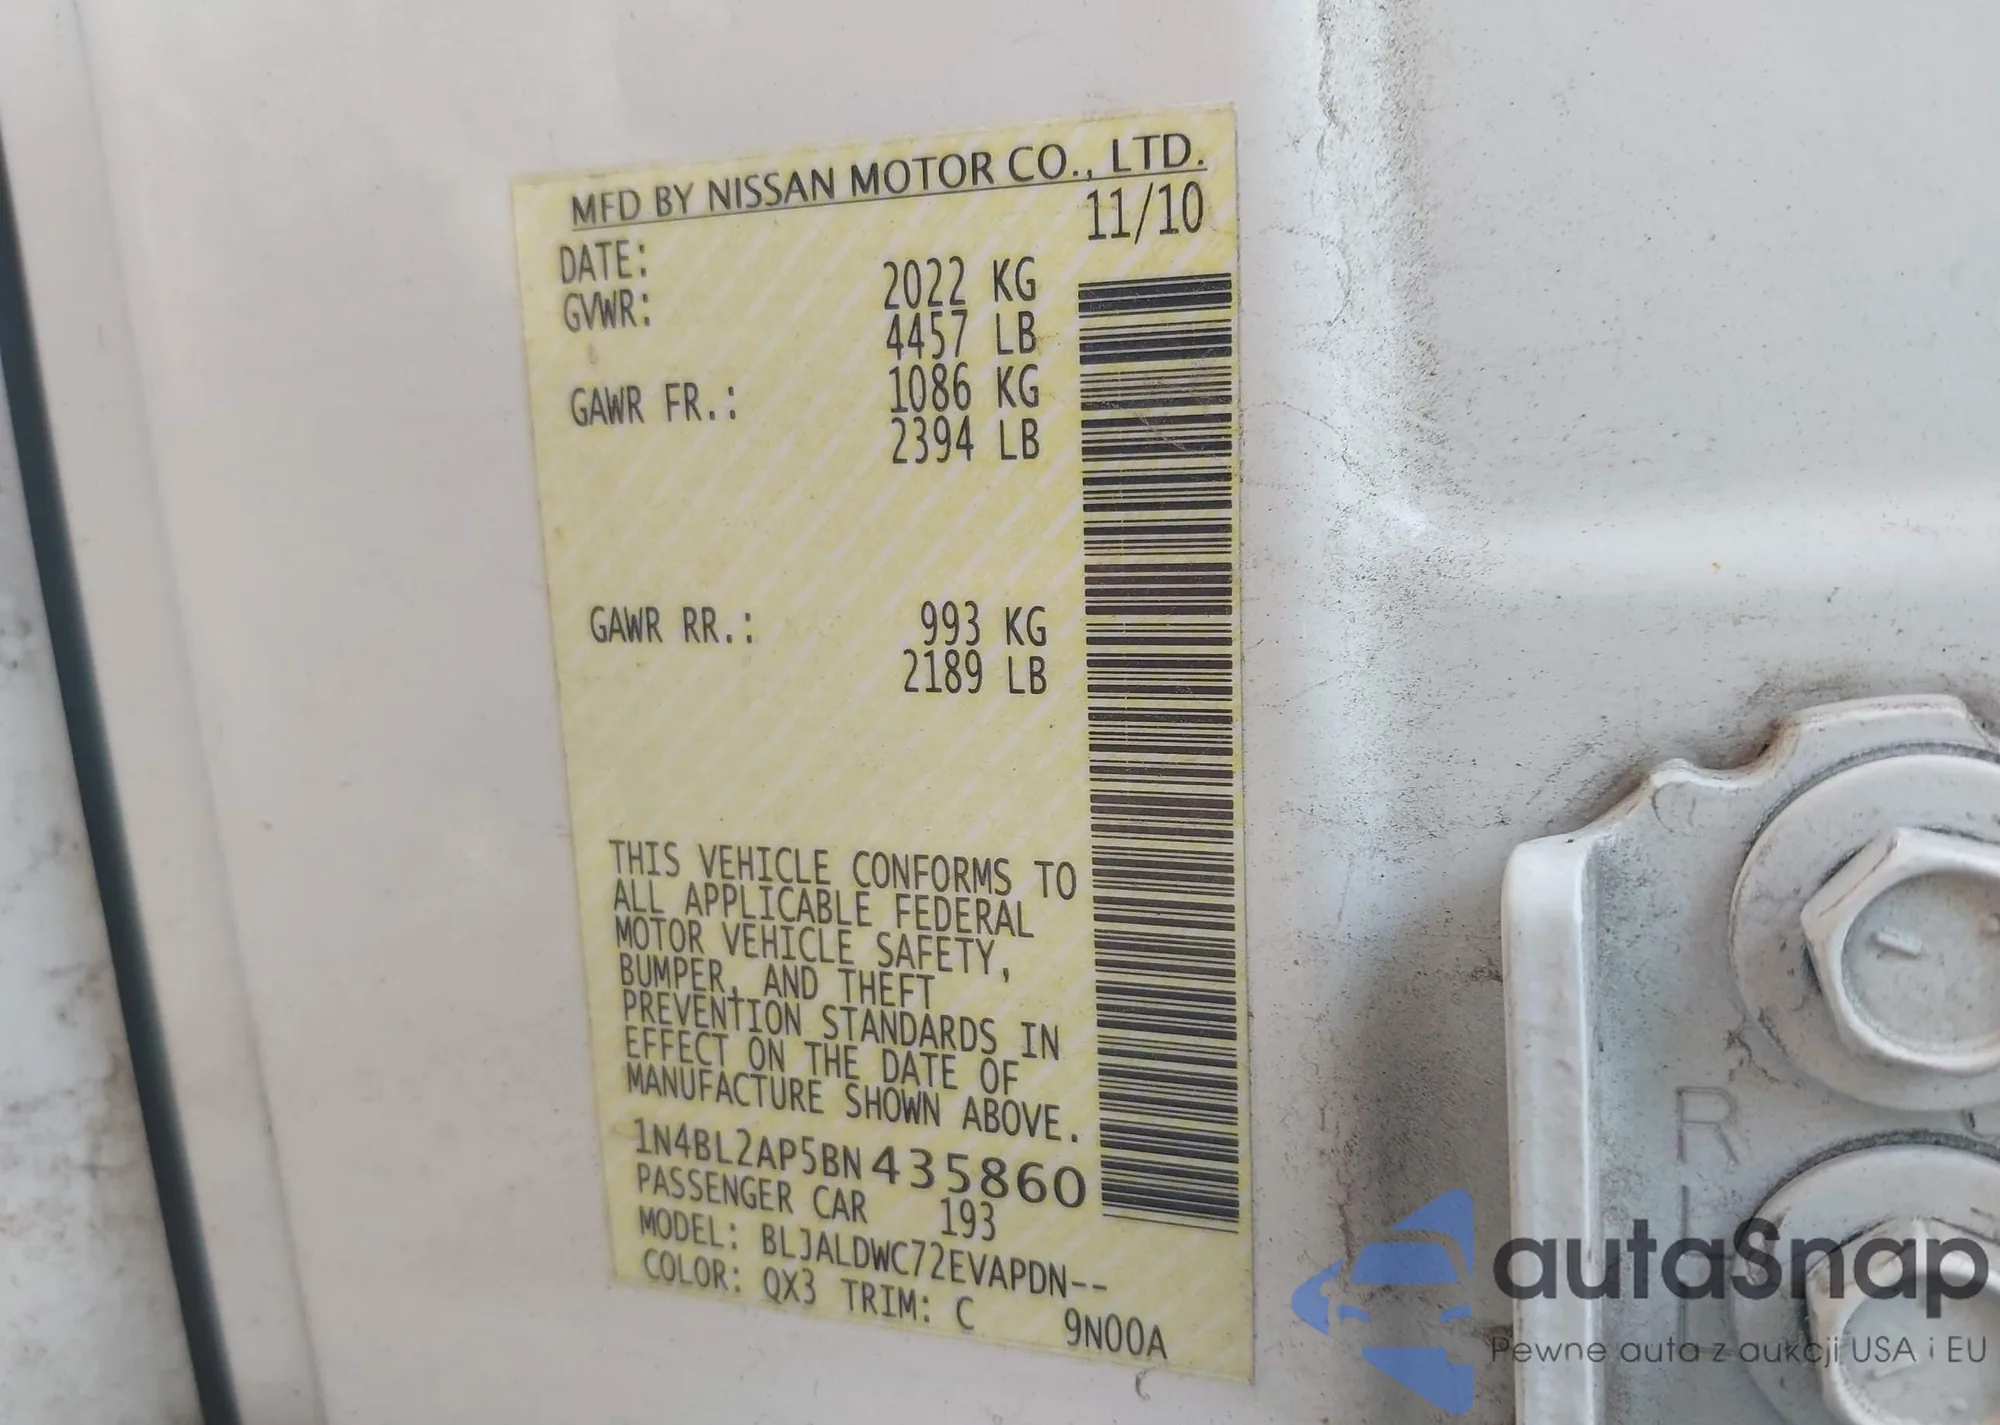 MFD BY NISSAN MOTOR CO., LTD.
DATE: 11/10
GVWR: 2022 KG
4457 LB
GAWR FR.: 1086 KG
2394 LB
GAWR RR.: 993 KG
2189 LB
THIS VEHICLE CONFORMS TO
ALL APPLICABLE FEDERAL
MOTOR VEHICLE SAFETY,
BUMPER, AND THEFT
PREVENTION STANDARDS IN
EFFECT ON THE DATE OF
MANUFACTURE SHOWN ABOVE.
1N4BL2AP5BN435860
PASSENGER CAR 193
MODEL: BLJALDWC72EVAPDN--
COLOR: QX3 TRIM: C 9N00A
R
autaSnap
Pewne auta z aukcji USA i EU